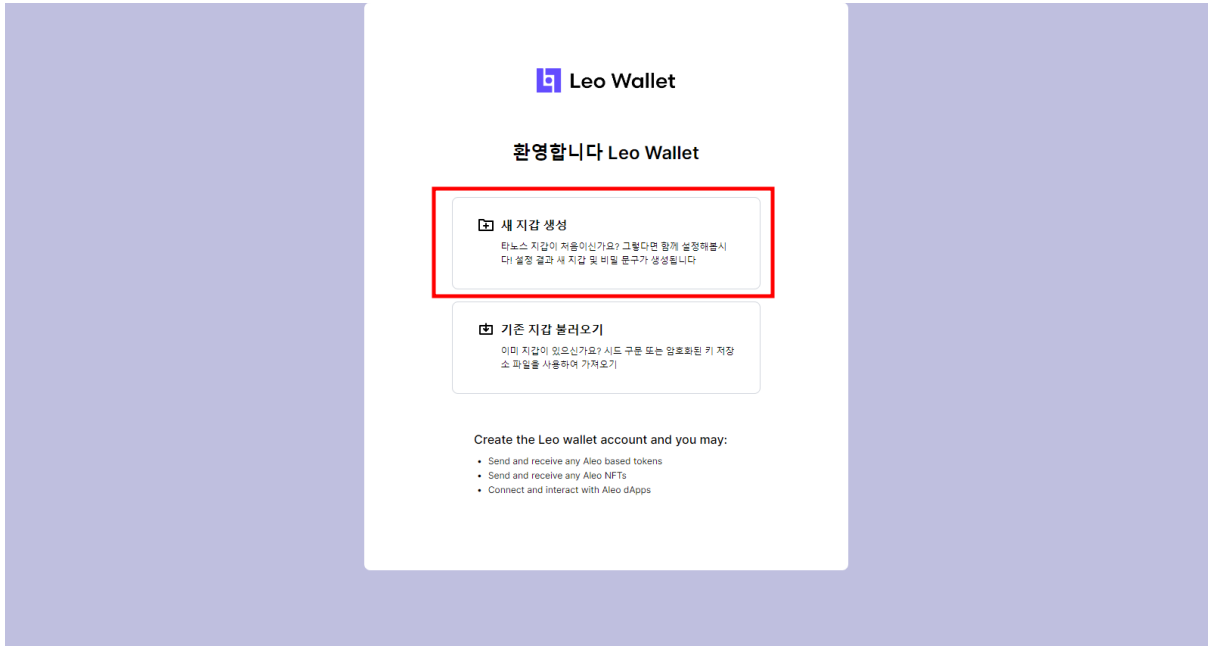 Leo Wallet
환영합니다 Leo Wallet
새 지갑 생성
타노스 지갑이 처음이신가요? 그렇다면 함께 설정해봅시
다! 설정 결과 새 지갑 및 비밀 문구가 생성됩니다
기존 지갑 불러오기
이미 지갑이 있으신가요? 시드 구문 또는 암호화된 키 저장
소 파일을 사용하여 가져오기
Create the Leo wallet account and you may:
• Send and receive any Aleo based tokens
• Send and receive any Aleo NFTs
• Connect and interact with Aleo dApps